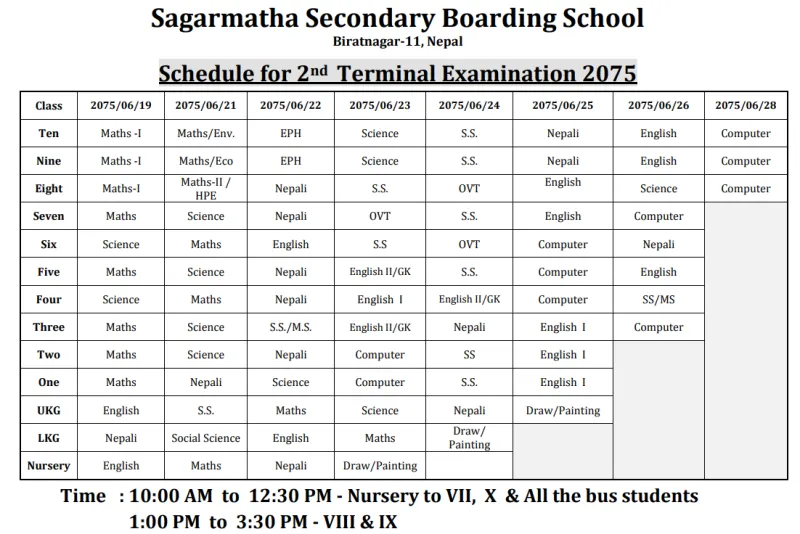 Sagarmatha Secondary Boarding School
Biratnagar-11, Nepal
Schedule for 2nd Terminal Examination 2075
Class 2075/06/19 2075/06/21 2075/06/22 2075/06/23 2075/06/24 2075/06/25 2075/06/26 2075/06/28
Ten Maths -I Maths/Env. EPH Science S.S. Nepali English Computer
Nine Maths -I Maths/Eco EPH Science S.S. Nepali English Computer
Eight Maths-I Maths-II / HPE Nepali S.S. OVT English Science Computer
Seven Maths Science Nepali OVT S.S. English Computer
Six Science Maths English S.S OVT Computer Nepali
Five Maths Science Nepali English II/GK S.S. Computer English
Four Science Maths Nepali English I English II/GK Computer SS/MS
Three Maths Science S.S./M.S. English II/GK Nepali English I Computer
Two Maths Science Nepali Computer SS English I
One Maths Nepali Science Computer S.S. English I
UKG English S.S. Maths Science Nepali Draw/Painting
LKG Nepali Social Science English Maths Draw/ Painting
Nursery English Maths Nepali Draw/Painting
Time : 10:00 AM to 12:30 PM - Nursery to VII, X & All the bus students
1:00 PM to 3:30 PM - VIII & IX